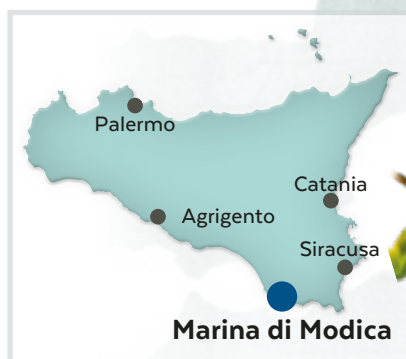 Palermo
Catania
Agrigento
Siracusa
Marina di Modica